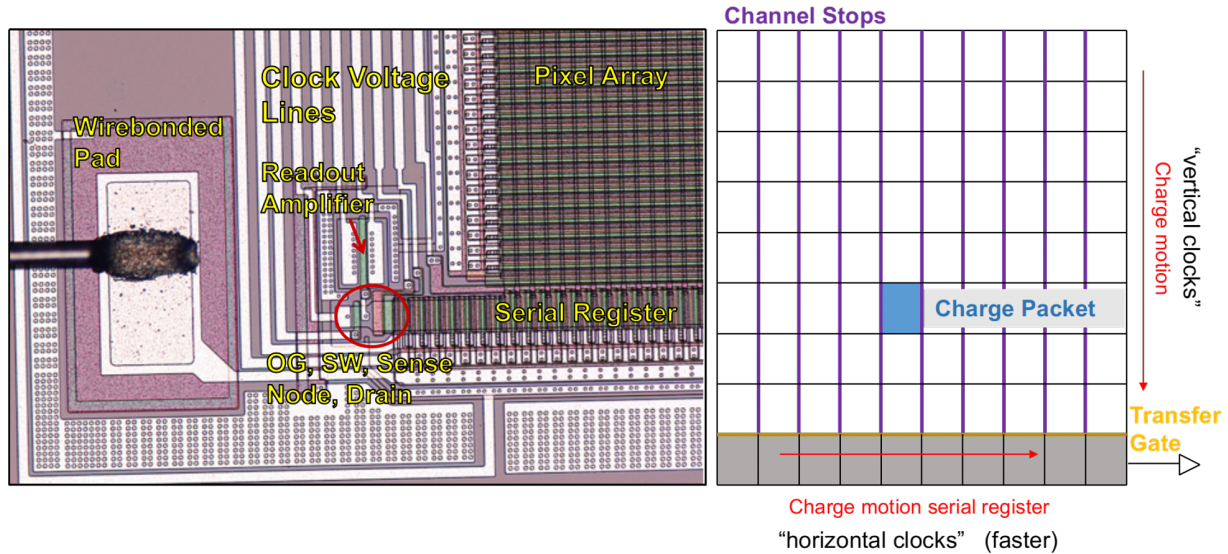 Channel Stops
Clock Voltage
Lines
Pixel Array
Wirebonded
Pad
Readout
Amplifier
Serial Register
OG, SW, Sense
Node, Drain
Charge Packet
"vertical clocks"
Charge motion
Transfer
Gate
Charge motion serial register
"horizontal clocks" (faster)